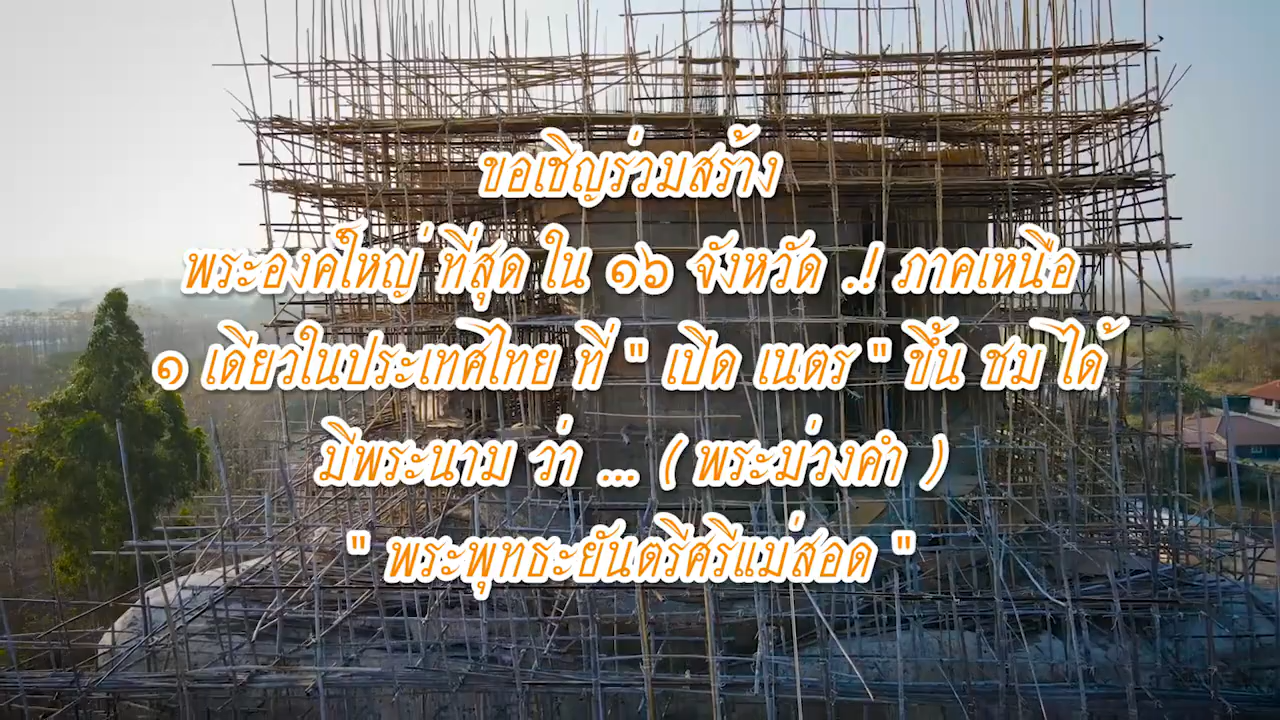 ขอเชิญร่วมสร้าง
พระองค์ใหญ่ ที่สุด ใน ๑๖ จังหวัด .! ภาคเหนือ
๑ เดียวในประเทศไทย ที่ " เปิด เนตร " ขึ้น ชม ได้
มีพระนาม ว่า ... ( พระม่วงคำ )
" พระพุทธะยันตรีศรีแม่สอด "